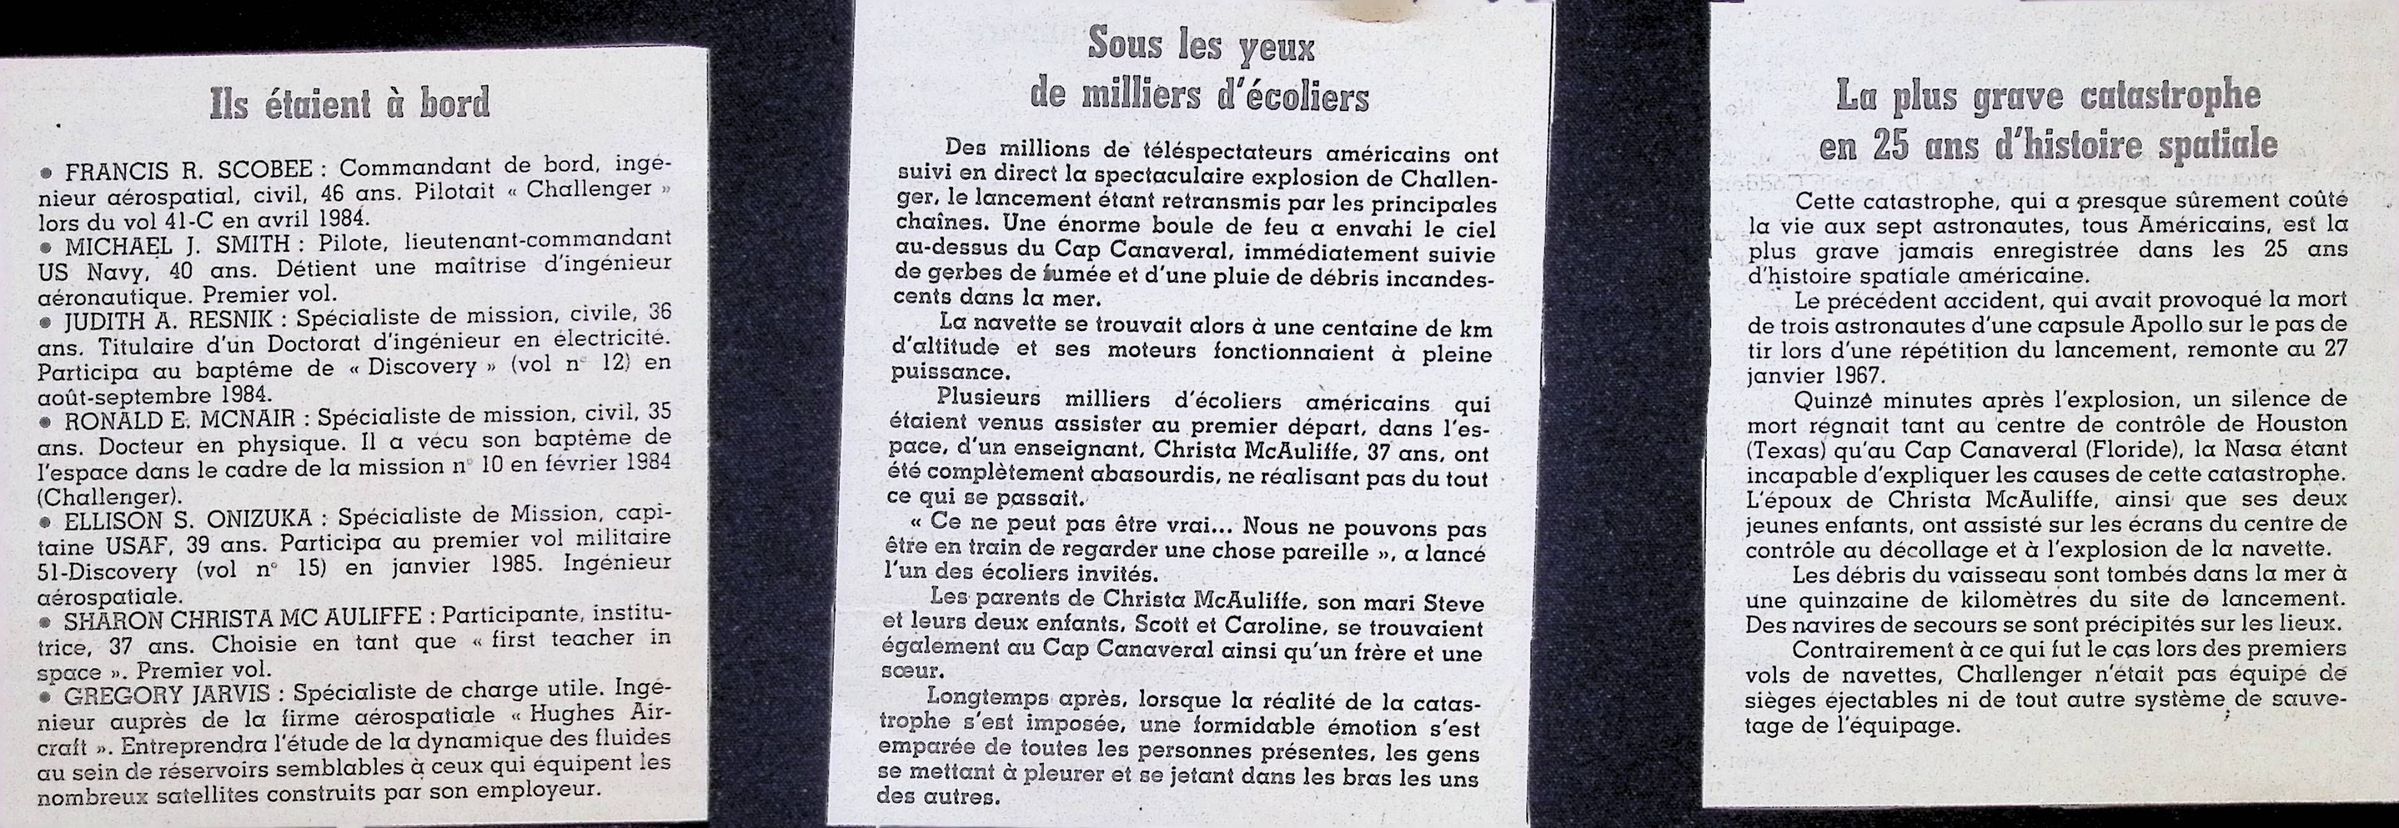 Ils étaient à bord
• FRANCIS R. SCOBEE : Commandant de bord, ingé-
nieur aérospatial, civil, 46 ans. Pilotait « Challenger »
lors du vol 41-C en avril 1984.
• MICHAEL J. SMITH : Pilote, lieutenant-commandant
US Navy, 40 ans. Détient une maîtrise d'ingénieur
aéronautique. Premier vol.
• JUDITH A. RESNIK : Spécialiste de mission, civile, 36
ans. Titulaire d'un Doctorat d'ingénieur en électricité.
Participa au baptême de « Discovery » (vol n° 12) en
août-septembre 1984.
• RONALD E. MCNAIR : Spécialiste de mission, civil, 35
ans. Docteur en physique. Il a vécu son baptême de
l'espace dans le cadre de la mission n° 10 en février 1984
(Challenger).
• ELLISON S. ONIZUKA : Spécialiste de Mission, capi-
taine USAF, 39 ans. Participa au premier vol militaire
51-Discovery (vol n° 15) en janvier 1985. Ingénieur
aérospatiale.
• SHARON CHRISTA MC AULIFFE : Participante, institu-
trice, 37 ans. Choisie en tant que « first teacher in
space ». Premier vol.
• GREGORY JARVIS : Spécialiste de charge utile. Ingé-
nieur auprès de la firme aérospatiale « Hughes Air-
craft ». Entreprendra l'étude de la dynamique des fluides
au sein de réservoirs semblables à ceux qui équipent les
nombreux satellites construits par son employeur.
Sous les yeux
de milliers d'écoliers
Des millions de téléspectateurs américains ont
suivi en direct la spectaculaire explosion de Challen-
ger, le lancement étant retransmis par les principales
chaînes. Une énorme boule de feu a envahi le ciel
au-dessus du Cap Canaveral, immédiatement suivie
de gerbes de fumée et d'une pluie de débris incandes-
cents dans la mer.
La navette se trouvait alors à une centaine de km
d'altitude et ses moteurs fonctionnaient à pleine
puissance.
Plusieurs milliers d'écoliers américains qui
étaient venus assister au premier départ, dans l'es-
pace, d'un enseignant, Christa McAuliffe, 37 ans, ont
été complètement abasourdis, ne réalisant pas du tout
ce qui se passait.
« Ce ne peut pas être vrai... Nous ne pouvons pas
être en train de regarder une chose pareille », a lancé
l'un des écoliers invités.
Les parents de Christa McAuliffe, son mari Steve
et leurs deux enfants, Scott et Caroline, se trouvaient
également au Cap Canaveral ainsi qu'un frère et une
sœur.
Longtemps après, lorsque la réalité de la catas-
trophe s'est imposée, une formidable émotion s'est
emparée de toutes les personnes présentes, les gens
se mettant à pleurer et se jetant dans les bras les uns
des autres.
La plus grave catastrophe
en 25 ans d'histoire spatiale
Cette catastrophe, qui a presque sûrement coûté
la vie aux sept astronautes, tous Américains, est la
plus grave jamais enregistrée dans les 25 ans
d'histoire spatiale américaine.
Le précédent accident, qui avait provoqué la mort
de trois astronautes d'une capsule Apollo sur le pas de
tir lors d'une répétition du lancement, remonte au 27
janvier 1967.
Quinze minutes après l'explosion, un silence de
mort régnait tant au centre de contrôle de Houston
(Texas) qu'au Cap Canaveral (Floride), la Nasa étant
incapable d'expliquer les causes de cette catastrophe.
L'époux de Christa McAuliffe, ainsi que ses deux
jeunes enfants, ont assisté sur les écrans du centre de
contrôle au décollage et à l'explosion de la navette.
Les débris du vaisseau sont tombés dans la mer à
une quinzaine de kilomètres du site de lancement.
Des navires de secours se sont précipités sur les lieux.
Contrairement à ce qui fut le cas lors des premiers
vols de navettes, Challenger n'était pas équipé de
sièges éjectables ni de tout autre système de sauve-
tage de l'équipage.